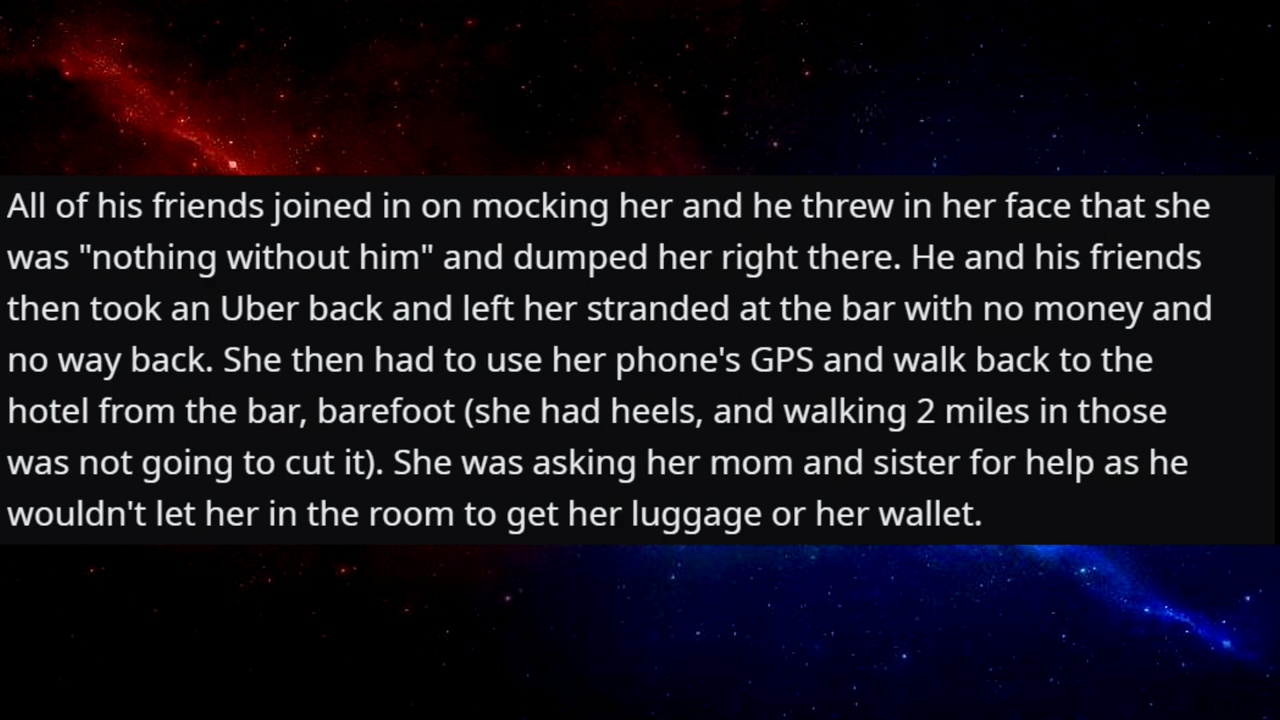 All of his friends joined in on mocking her and he threw in her face that she
was "nothing without him" and dumped her right there. He and his friends
then took an Uber back and left her stranded at the bar with no money and
no way back. She then had to use her phone's GPS and walk back to the
hotel from the bar, barefoot (she had heels, and walking 2 miles in those
was not going to cut it). She was asking her mom and sister for help as he
wouldn't let her in the room to get her luggage or her wallet.